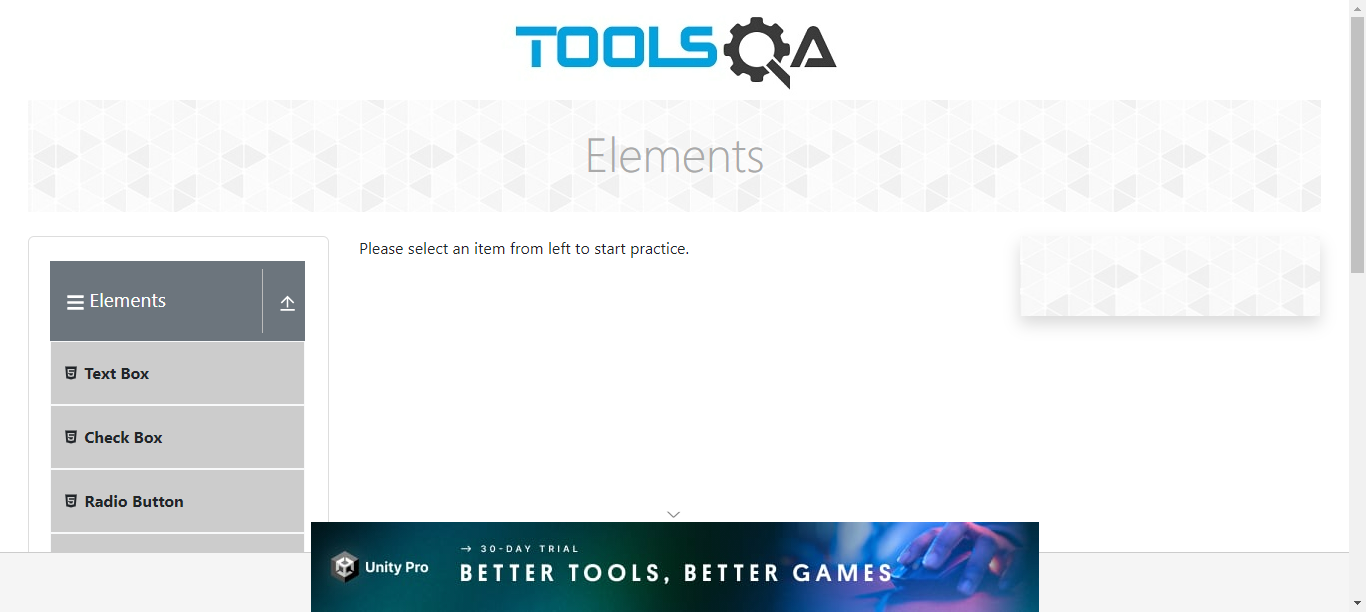 TOOLSQA
Elements
Elements
Please select an item from left to start practice.
Text Box
Check Box
Radio Button
Unity Pro
→ 30-DAY TRIAL
BETTER TOOLS, BETTER GAMES